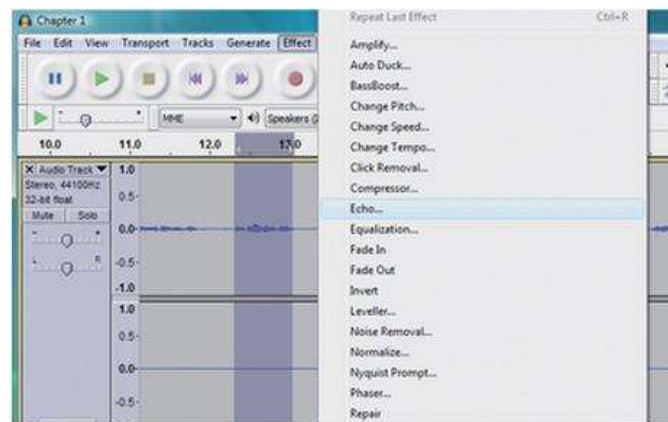 Chapter 1
File Edit View Transport Tracks Generate Effect
Repeat Last Effect Ctrl+R
Amplify...
Auto Duck...
BassBoost...
Change Pitch...
Change Speed...
Change Tempo...
Click Removal...
Compressor...
Echo...
Equalization...
Fade In
Fade Out
Invert
Leveller...
Noise Removal...
Normalize...
Nyquist Prompt...
Phaser...
Repair
MME Speakers
10.0 11.0 12.0 13.0
Audio Track
Stereo, 44100Hz
32-bit float
Mute Solo
L R
1.0
0.5
0.0
-0.5
-1.0
1.0
0.5
0.0
-0.5